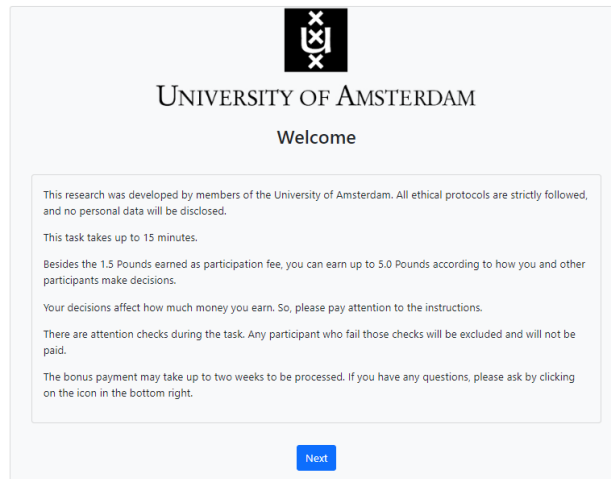 UNIVERSITY OF AMSTERDAM
Welcome
This research was developed by members of the University of Amsterdam. All ethical protocols are strictly followed,
and no personal data will be disclosed.
This task takes up to 15 minutes.
Besides the 1.5 Pounds earned as participation fee, you can earn up to 5.0 Pounds according to how you and other
participants make decisions.
Your decisions affect how much money you earn. So, please pay attention to the instructions.
There are attention checks during the task. Any participant who fail those checks will be excluded and will not be
paid.
The bonus payment may take up to two weeks to be processed. If you have any questions, please ask by clicking
on the icon in the bottom right.
Next